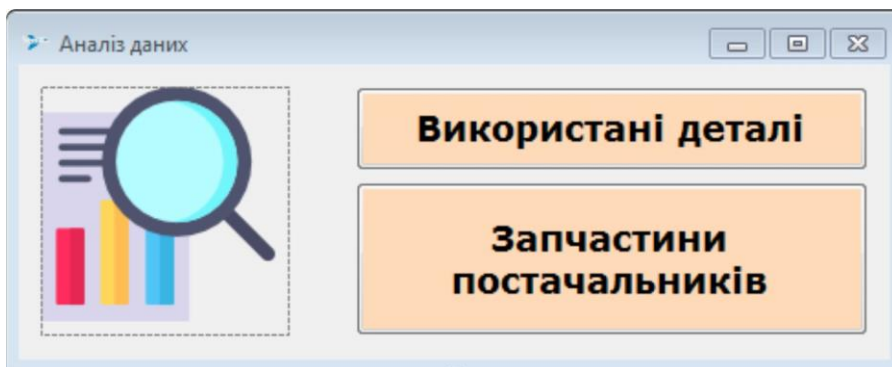 Аналіз даних
Використані деталі
Запчастини
постачальників